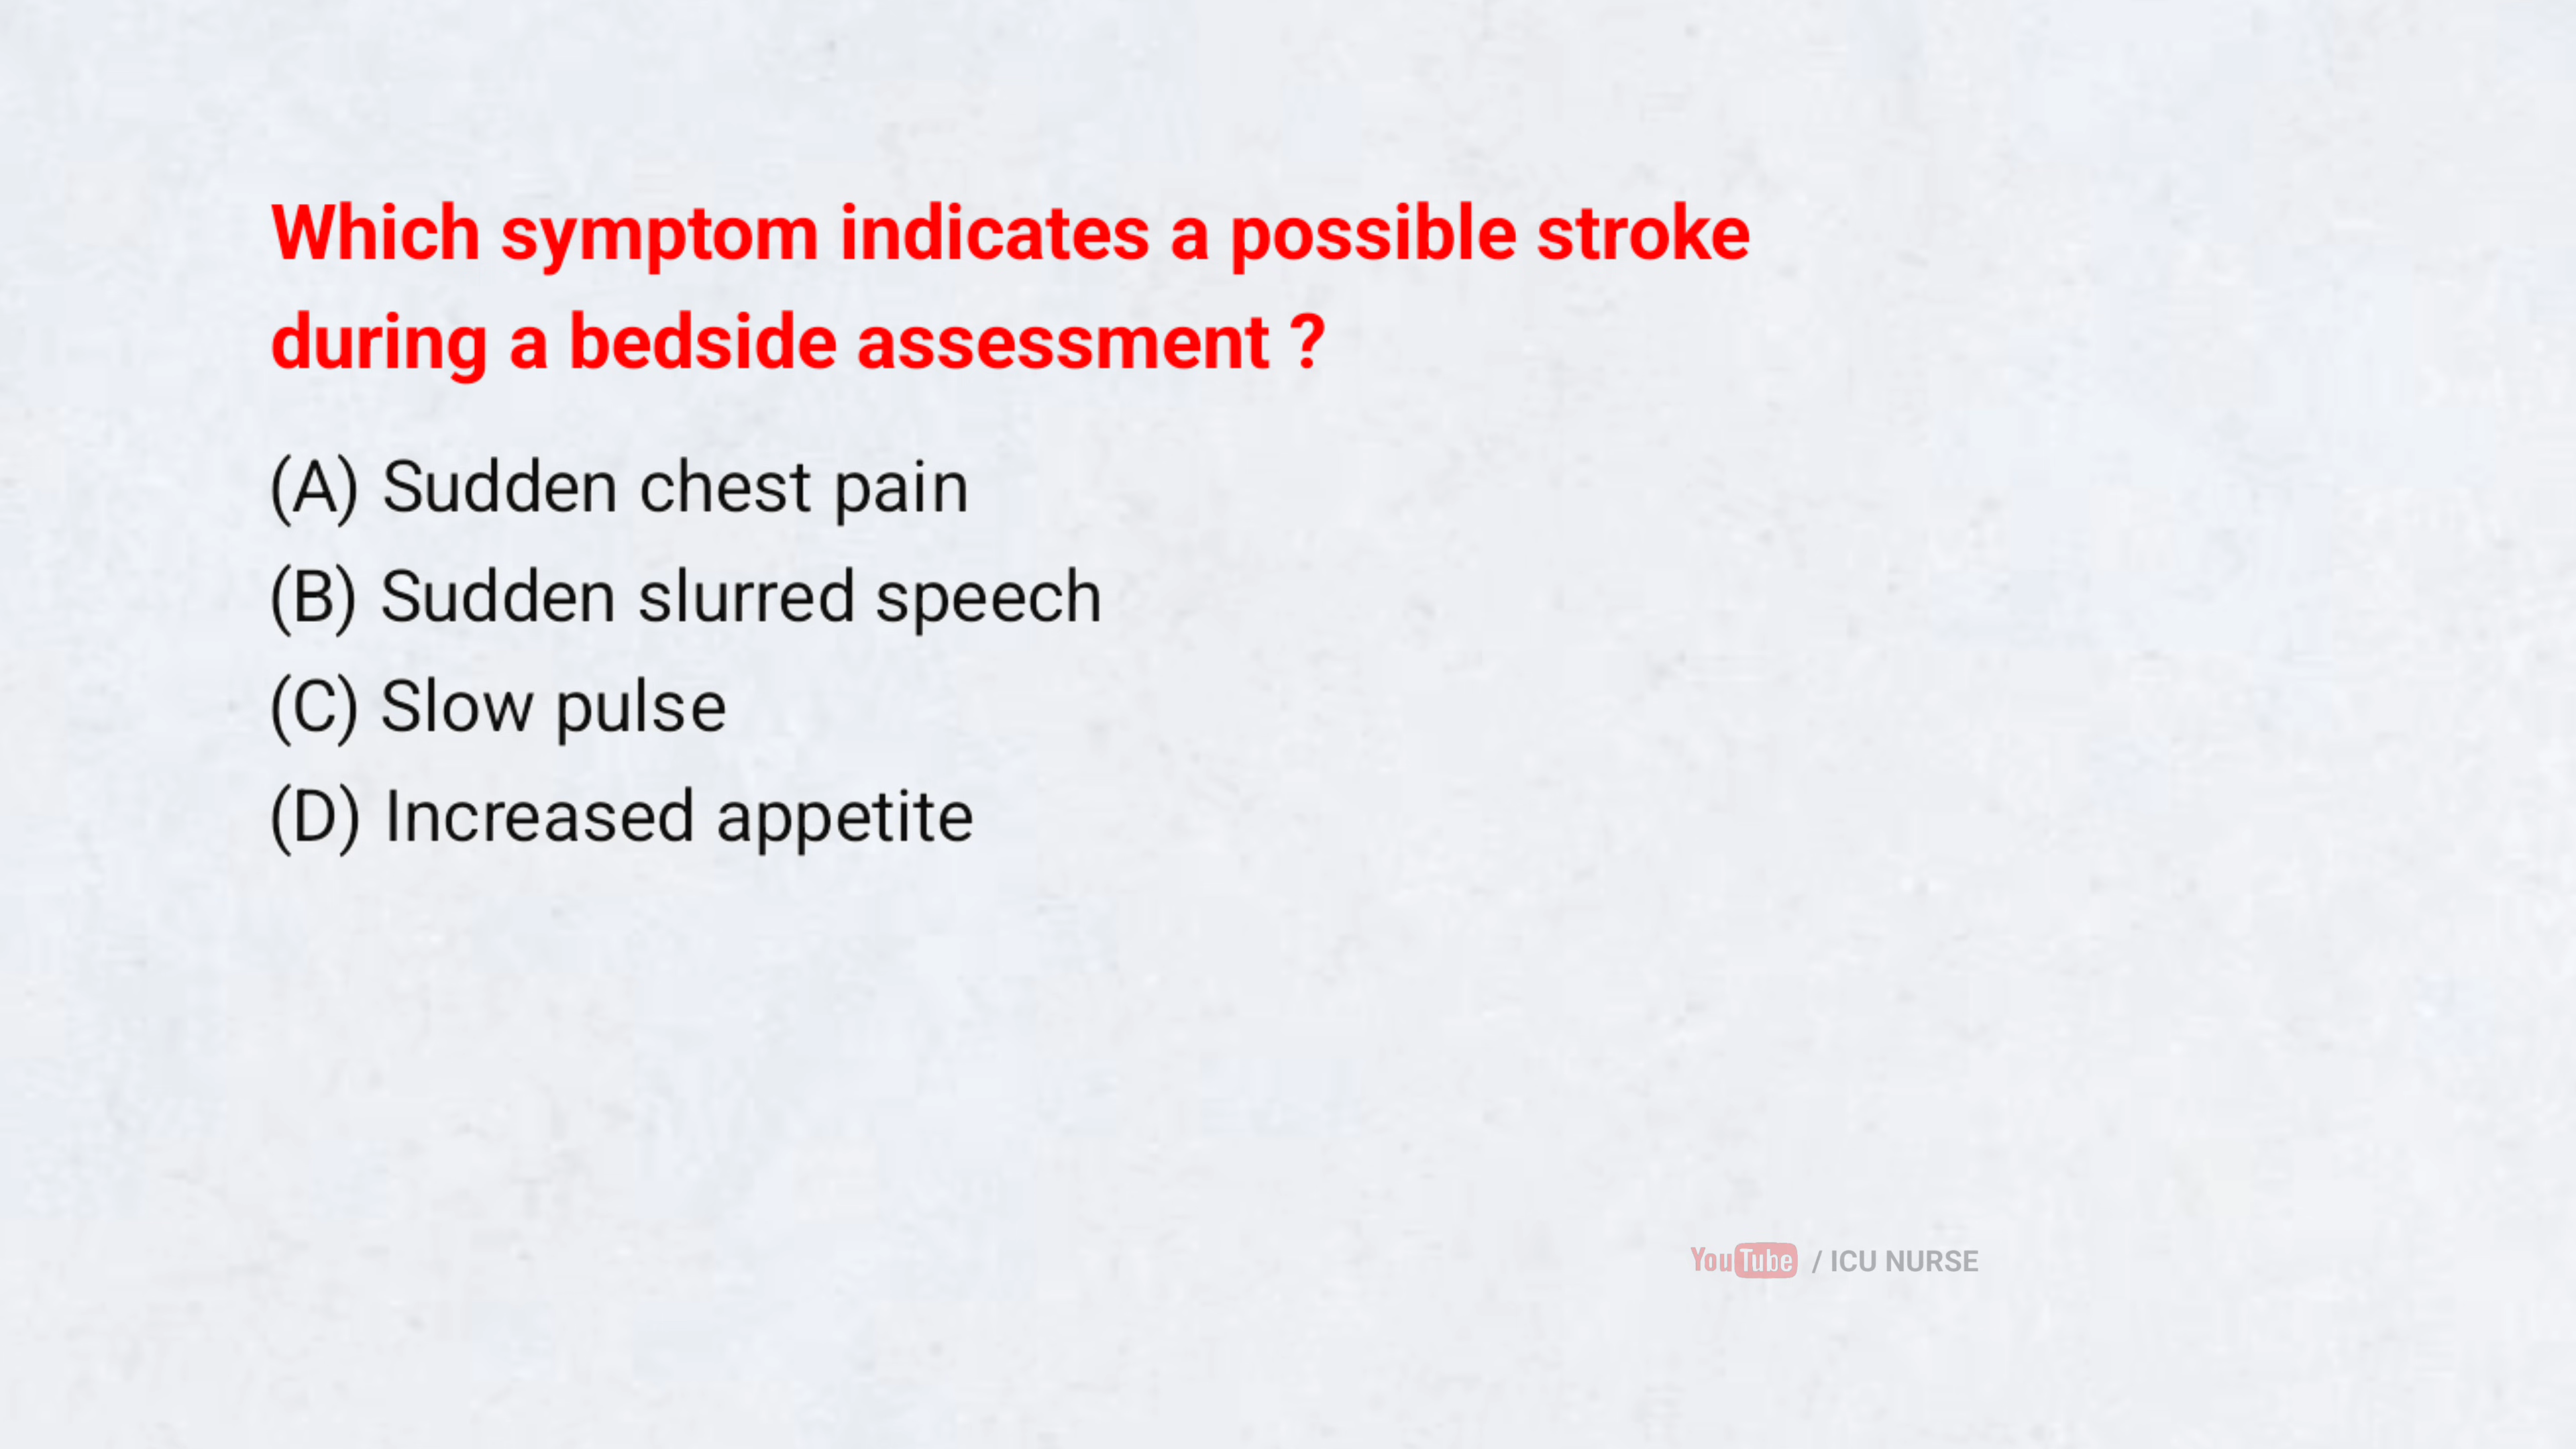 Which symptom indicates a possible stroke
during a bedside assessment ?
(A) Sudden chest pain
(B) Sudden slurred speech
(C) Slow pulse
(D) Increased appetite
YouTube / ICU NURSE